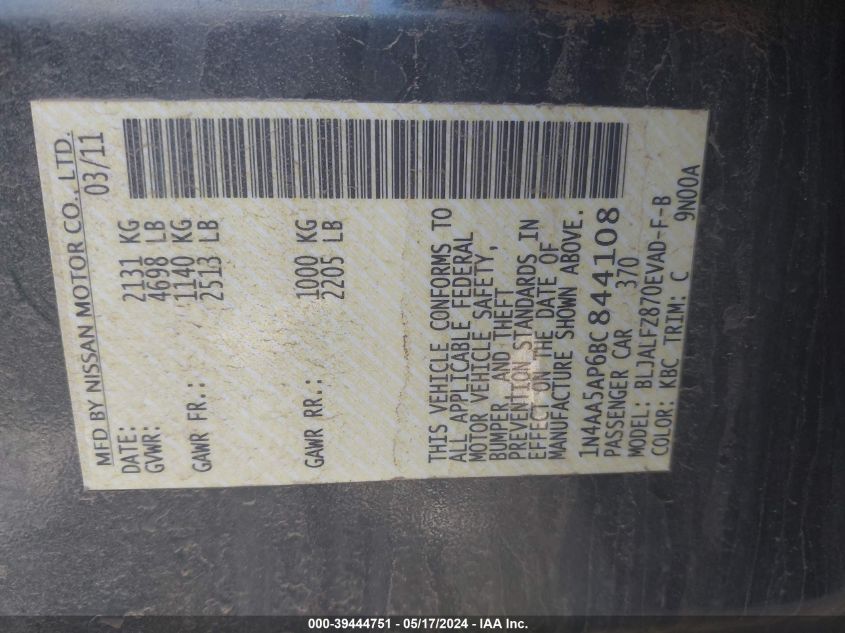 MFD BY NISSAN MOTOR CO., LTD.
DATE: 03/11
GVWR: 2131 KG
4698 LB
GAWR FR.: 1140 KG
2513 LB
GAWR RR.: 1000 KG
2205 LB
THIS VEHICLE CONFORMS TO
ALL APPLICABLE FEDERAL
MOTOR VEHICLE SAFETY,
BUMPER, AND THEFT
PREVENTION STANDARDS IN
EFFECT ON THE DATE OF
MANUFACTURE SHOWN ABOVE.
1N4AA5AP6BC844108
PASSENGER CAR 370
MODEL: BLJALFZ870EVAD-F-B
COLOR: KBC TRIM: C 9N00A
000-39444751 / 05/17/2024 - IAA Inc.